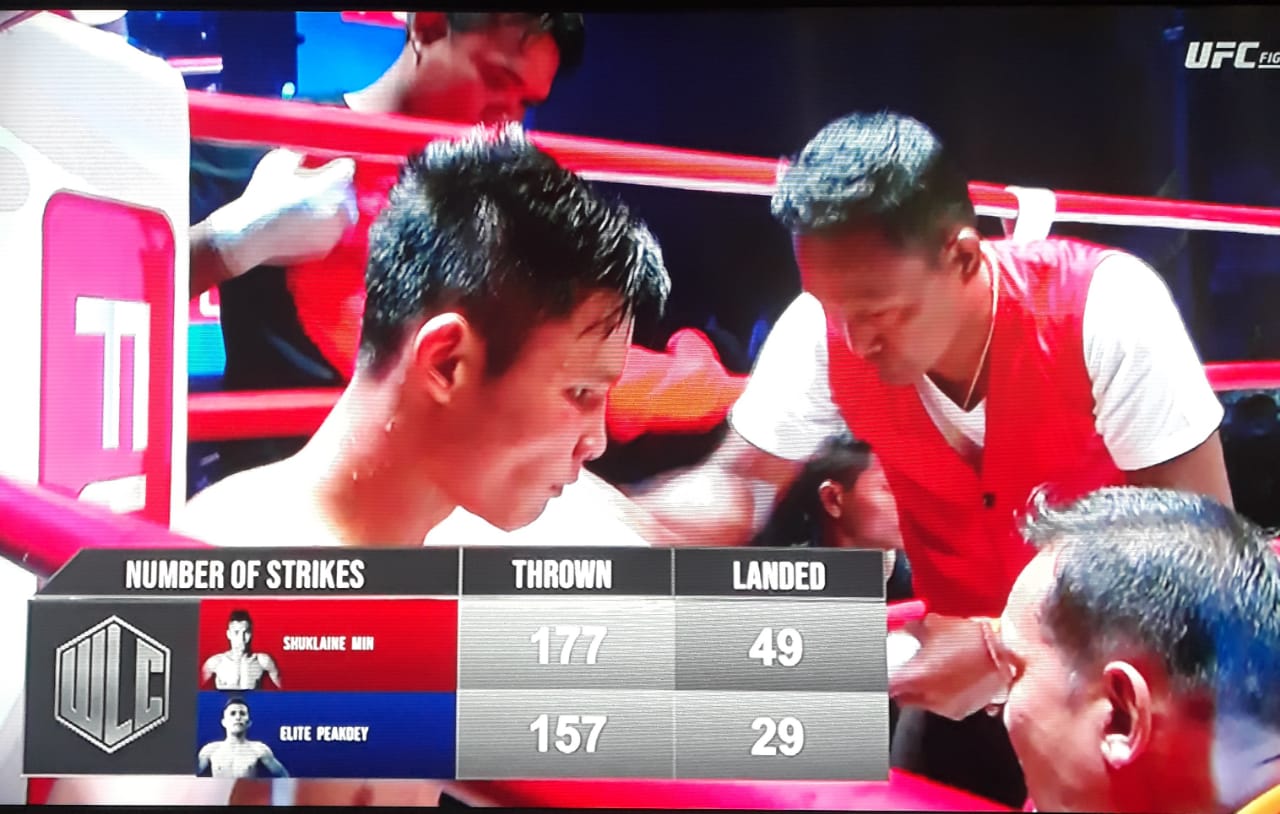 UFC FIG
NUMBER OF STRIKES THROWN LANDED
WLC
SHUKLAINE MIN 177 49
ELITE PEAKDEY 157 29